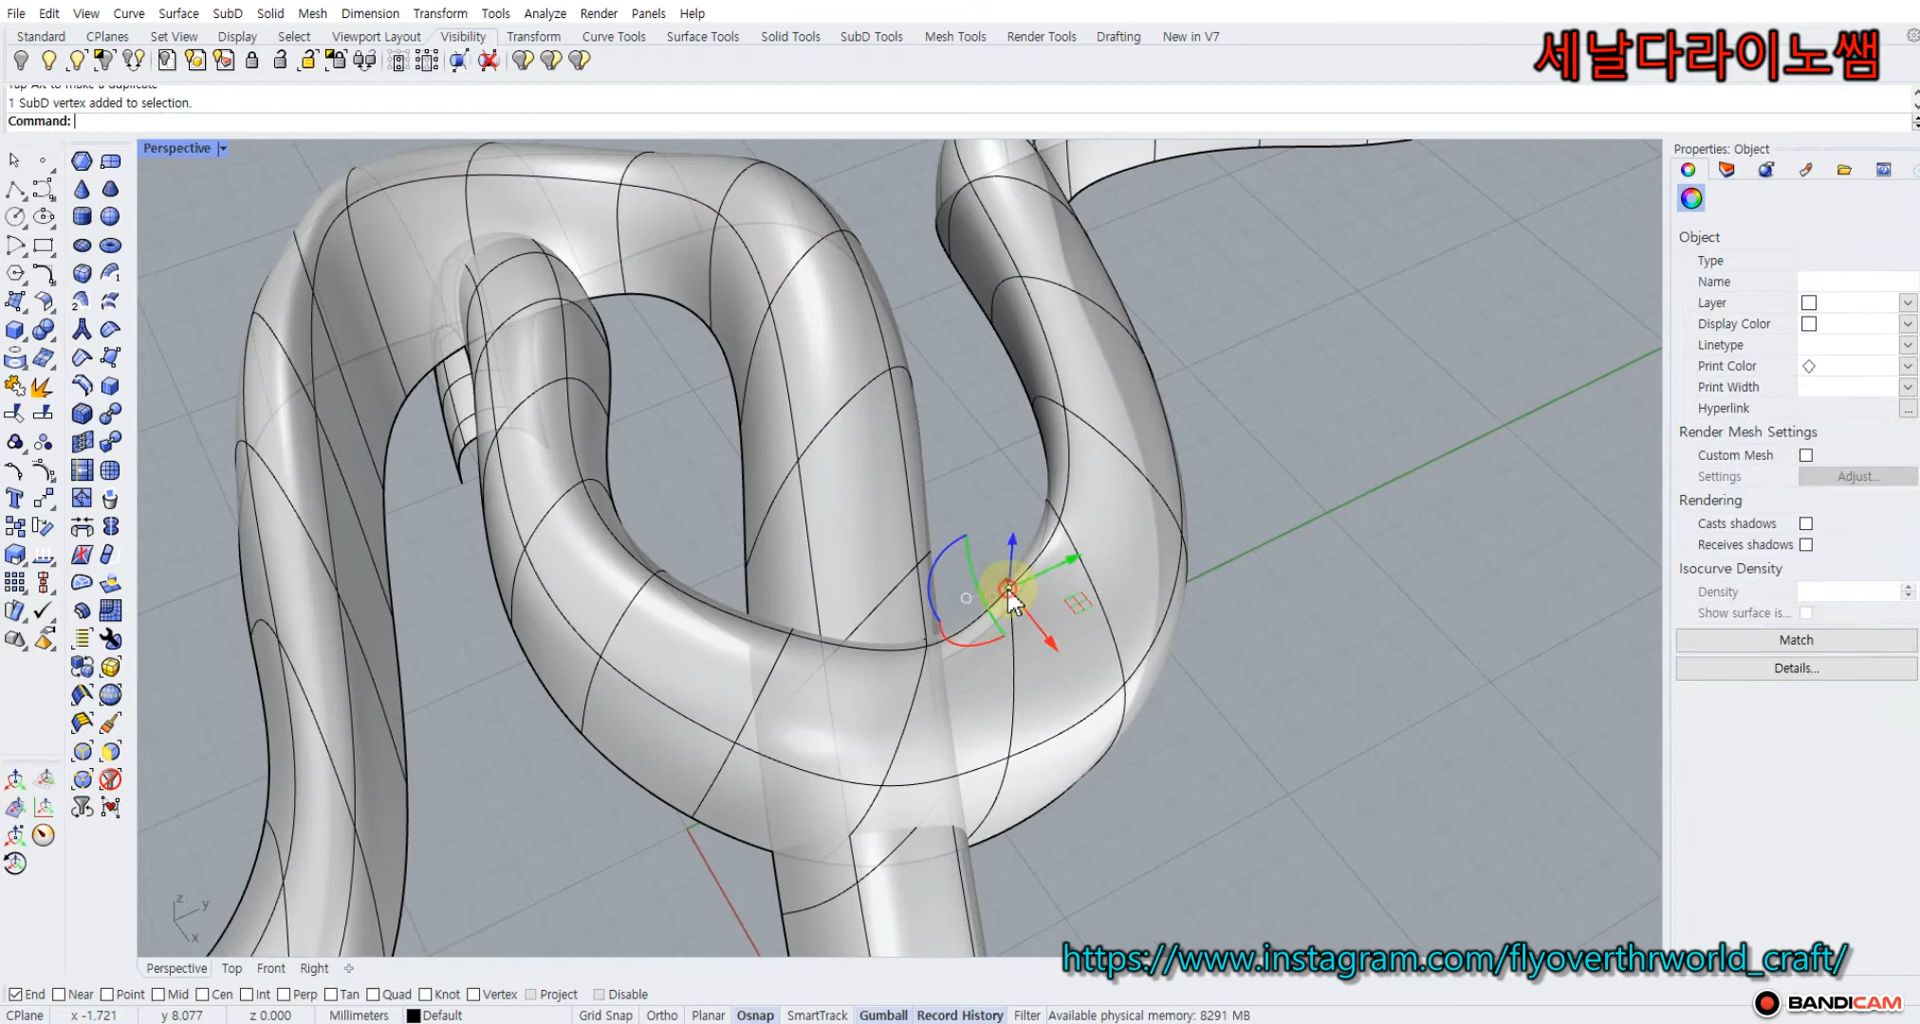 File Edit View Curve Surface SubD Solid Mesh Dimension Transform Tools Analyze Render Panels Help
Standard CPlanes Set View Display Select Viewport Layout Visibility Transform Curve Tools Surface Tools Solid Tools SubD Tools Mesh Tools Render Tools Drafting New in V7
세날다라이노쌤
Tap Alt to make a duplicate
1 SubD vertex added to selection.
Command:
Perspective
Properties: Object
Object
Type
Name
Layer
Display Color
Linetype
Print Color
Print Width
Hyperlink
...
Render Mesh Settings
Custom Mesh
Settings Adjust...
Rendering
Casts shadows
Receives shadows
Isocurve Density
Density
Show surface is...
Match
Details...
z
y
x
https://www.instagram.com/flyoverthrworld_craft/
Perspective Top Front Right
End Near Point Mid Cen Int Perp Tan Quad Knot Vertex Project Disable
BANDICAM
CPlane x -1.721 y 8.077 z 0.000 Millimeters Default Grid Snap Ortho Planar Osnap SmartTrack Gumball Record History Filter Available physical memory: 8291 MB